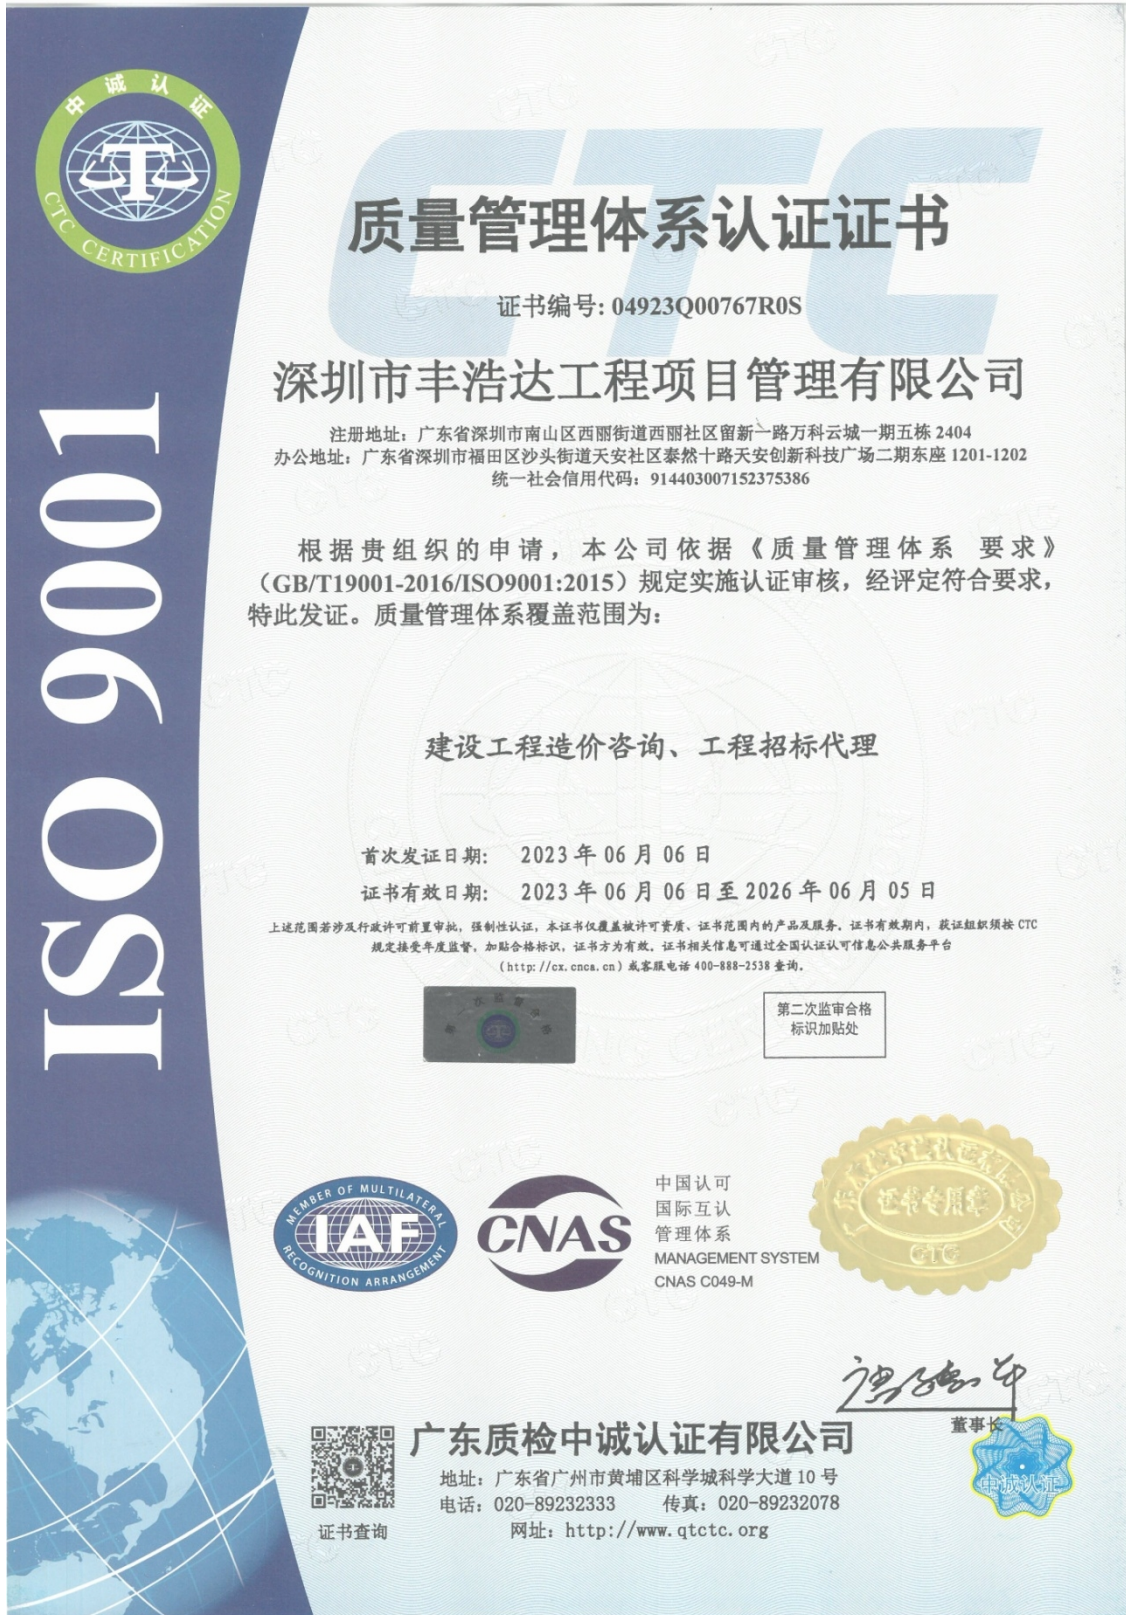 中诚认证
CTC CERTIFICATION
ISO 9001
CTC
质量管理体系认证证书
证书编号: 04923Q00767R0S
深圳市丰浩达工程项目管理有限公司
注册地址：广东省深圳市南山区西丽街道西丽社区留新一路万科云城一期五栋 2404
办公地址：广东省深圳市福田区沙头街道天安社区泰然十路天安创新科技广场二期东座 1201-1202
统一社会信用代码：914403007152375386
根据贵组织的申请，本公司依据《质量管理体系 要求》
（GB/T19001-2016/ISO9001:2015）规定实施认证审核，经评定符合要求，
特此发证。质量管理体系覆盖范围为：
建设工程造价咨询、工程招标代理
首次发证日期： 2023 年 06 月 06 日
证书有效日期： 2023 年 06 月 06 日至 2026 年 06 月 05 日
上述范围若涉及行政许可前置审批，强制性认证，本证书仅覆盖被许可资质、证书范围内的产品及服务。证书有效期内，获证组织须按 CTC
规定接受年度监督，加贴合格标识，证书方为有效。证书相关信息可通过全国认证认可信息公共服务平台
（http://cx.cnca.cn）或客服电话 400-888-2538 查询。
第二次监审合格
标识加贴处
MEMBER OF MULTILATERAL
IAF
RECOGNITION ARRANGEMENT
CNAS
中国认可
国际互认
管理体系
MANAGEMENT SYSTEM
CNAS C049-M
证书专用章
CTC
董事长
中诚认证
广东质检中诚认证有限公司
地址：广东省广州市黄埔区科学城科学大道 10 号
电话：020-89232333 传真：020-89232078
网址：http://www.qtctc.org
证书查询